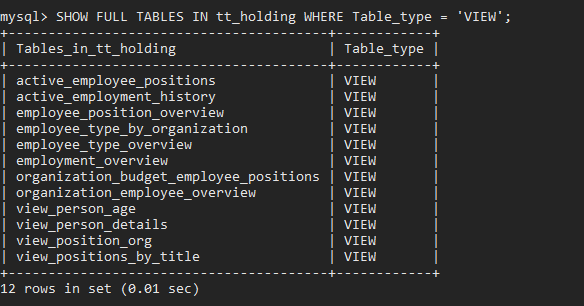 mysql> SHOW FULL TABLES IN tt_holding WHERE Table_type = 'VIEW';
+----------------------------------------+------------+
| Tables_in_tt_holding                   | Table_type |
+----------------------------------------+------------+
| active_employee_positions              | VIEW       |
| active_employment_history              | VIEW       |
| employee_position_overview             | VIEW       |
| employee_type_by_organization          | VIEW       |
| employee_type_overview                 | VIEW       |
| employment_overview                    | VIEW       |
| organization_budget_employee_positions | VIEW       |
| organization_employee_overview         | VIEW       |
| view_person_age                        | VIEW       |
| view_person_details                    | VIEW       |
| view_position_org                      | VIEW       |
| view_positions_by_title                | VIEW       |
+----------------------------------------+------------+
12 rows in set (0.01 sec)